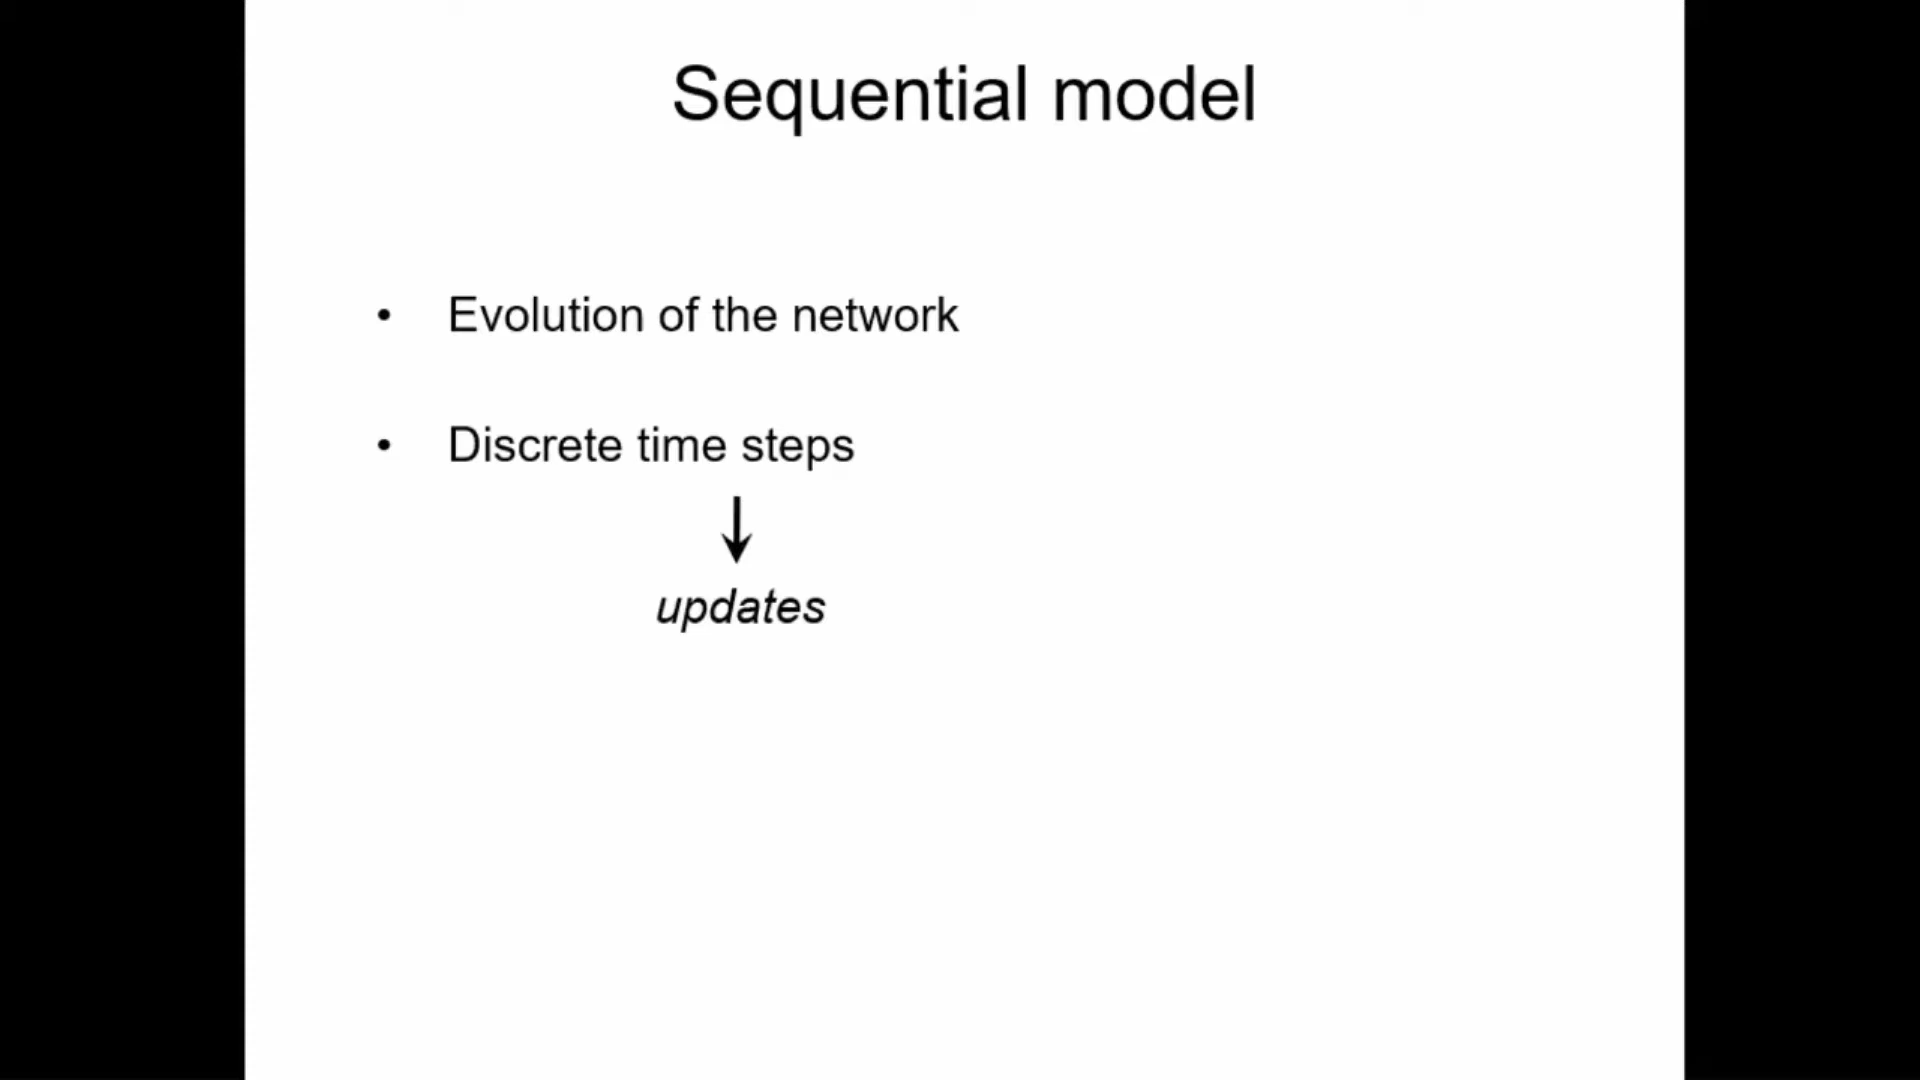 Sequential model
• Evolution of the network
• Discrete time steps
updates